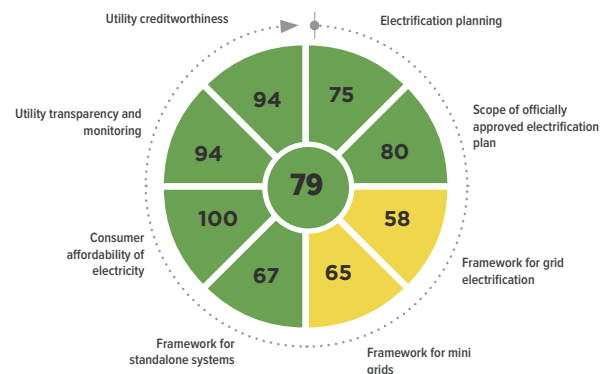 Utility creditworthiness
Electrification planning
94
75
Utility transparency and
monitoring
Scope of officially
approved electrification
plan
94
80
79
100
58
Consumer
affordability of
electricity
67
65
Framework for grid
electrification
Framework for
standalone systems
Framework for mini
grids